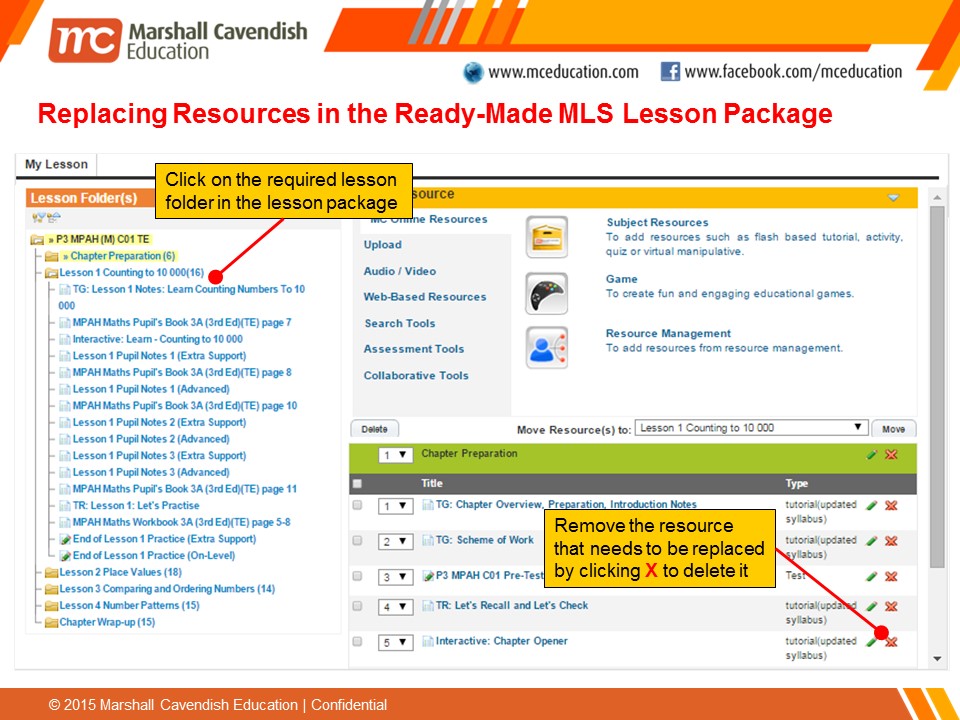 mc Marshall Cavendish
Education
www.mceducation.com
www.facebook.com/mceducation
Replacing Resources in the Ready-Made MLS Lesson Package
My Lesson
Click on the required lesson
folder in the lesson package
Lesson Folder(s)
» P3 MPAH (M) C01 TE
» Chapter Preparation (6)
Lesson 1 Counting to 10 000(16)
TG: Lesson 1 Notes: Learn Counting Numbers To 10
000
MPAH Maths Pupil's Book 3A (3rd Ed)(TE) page 7
Interactive: Learn - Counting to 10 000
Lesson 1 Pupil Notes 1 (Extra Support)
MPAH Maths Pupil's Book 3A (3rd Ed)(TE) page 8
Lesson 1 Pupil Notes 1 (Advanced)
MPAH Maths Pupil's Book 3A (3rd Ed)(TE) page 10
Lesson 1 Pupil Notes 2 (Extra Support)
Lesson 1 Pupil Notes 2 (Advanced)
Lesson 1 Pupil Notes 3 (Extra Support)
Lesson 1 Pupil Notes 3 (Advanced)
MPAH Maths Pupil's Book 3A (3rd Ed)(TE) page 11
TR: Lesson 1: Let's Practise
MPAH Maths Workbook 3A (3rd Ed)(TE) page 5-8
End of Lesson 1 Practice (Extra Support)
End of Lesson 1 Practice (On-Level)
Lesson 2 Place Values (18)
Lesson 3 Comparing and Ordering Numbers (14)
Lesson 4 Number Patterns (15)
Chapter Wrap-up (15)
source
MC Online Resources
Upload
Audio / Video
Web-Based Resources
Search Tools
Assessment Tools
Collaborative Tools
Subject Resources
To add resources such as flash based tutorial, activity,
quiz or virtual manipulative.
Game
To create fun and engaging educational games.
Resource Management
To add resources from resource management.
Delete Move Resource(s) to: Lesson 1 Counting to 10 000 Move
1 Chapter Preparation
Title Type
1 TG: Chapter Overview, Preparation, Introduction Notes tutorial(updated
syllabus)
2 TG: Scheme of Work tutorial(updated
syllabus)
3 P3 MPAH C01 Pre-Test Test
4 TR: Let's Recall and Let's Check tutorial(updated
syllabus)
5 Interactive: Chapter Opener tutorial(updated
syllabus)
Remove the resource
that needs to be replaced
by clicking X to delete it
© 2015 Marshall Cavendish Education | Confidential